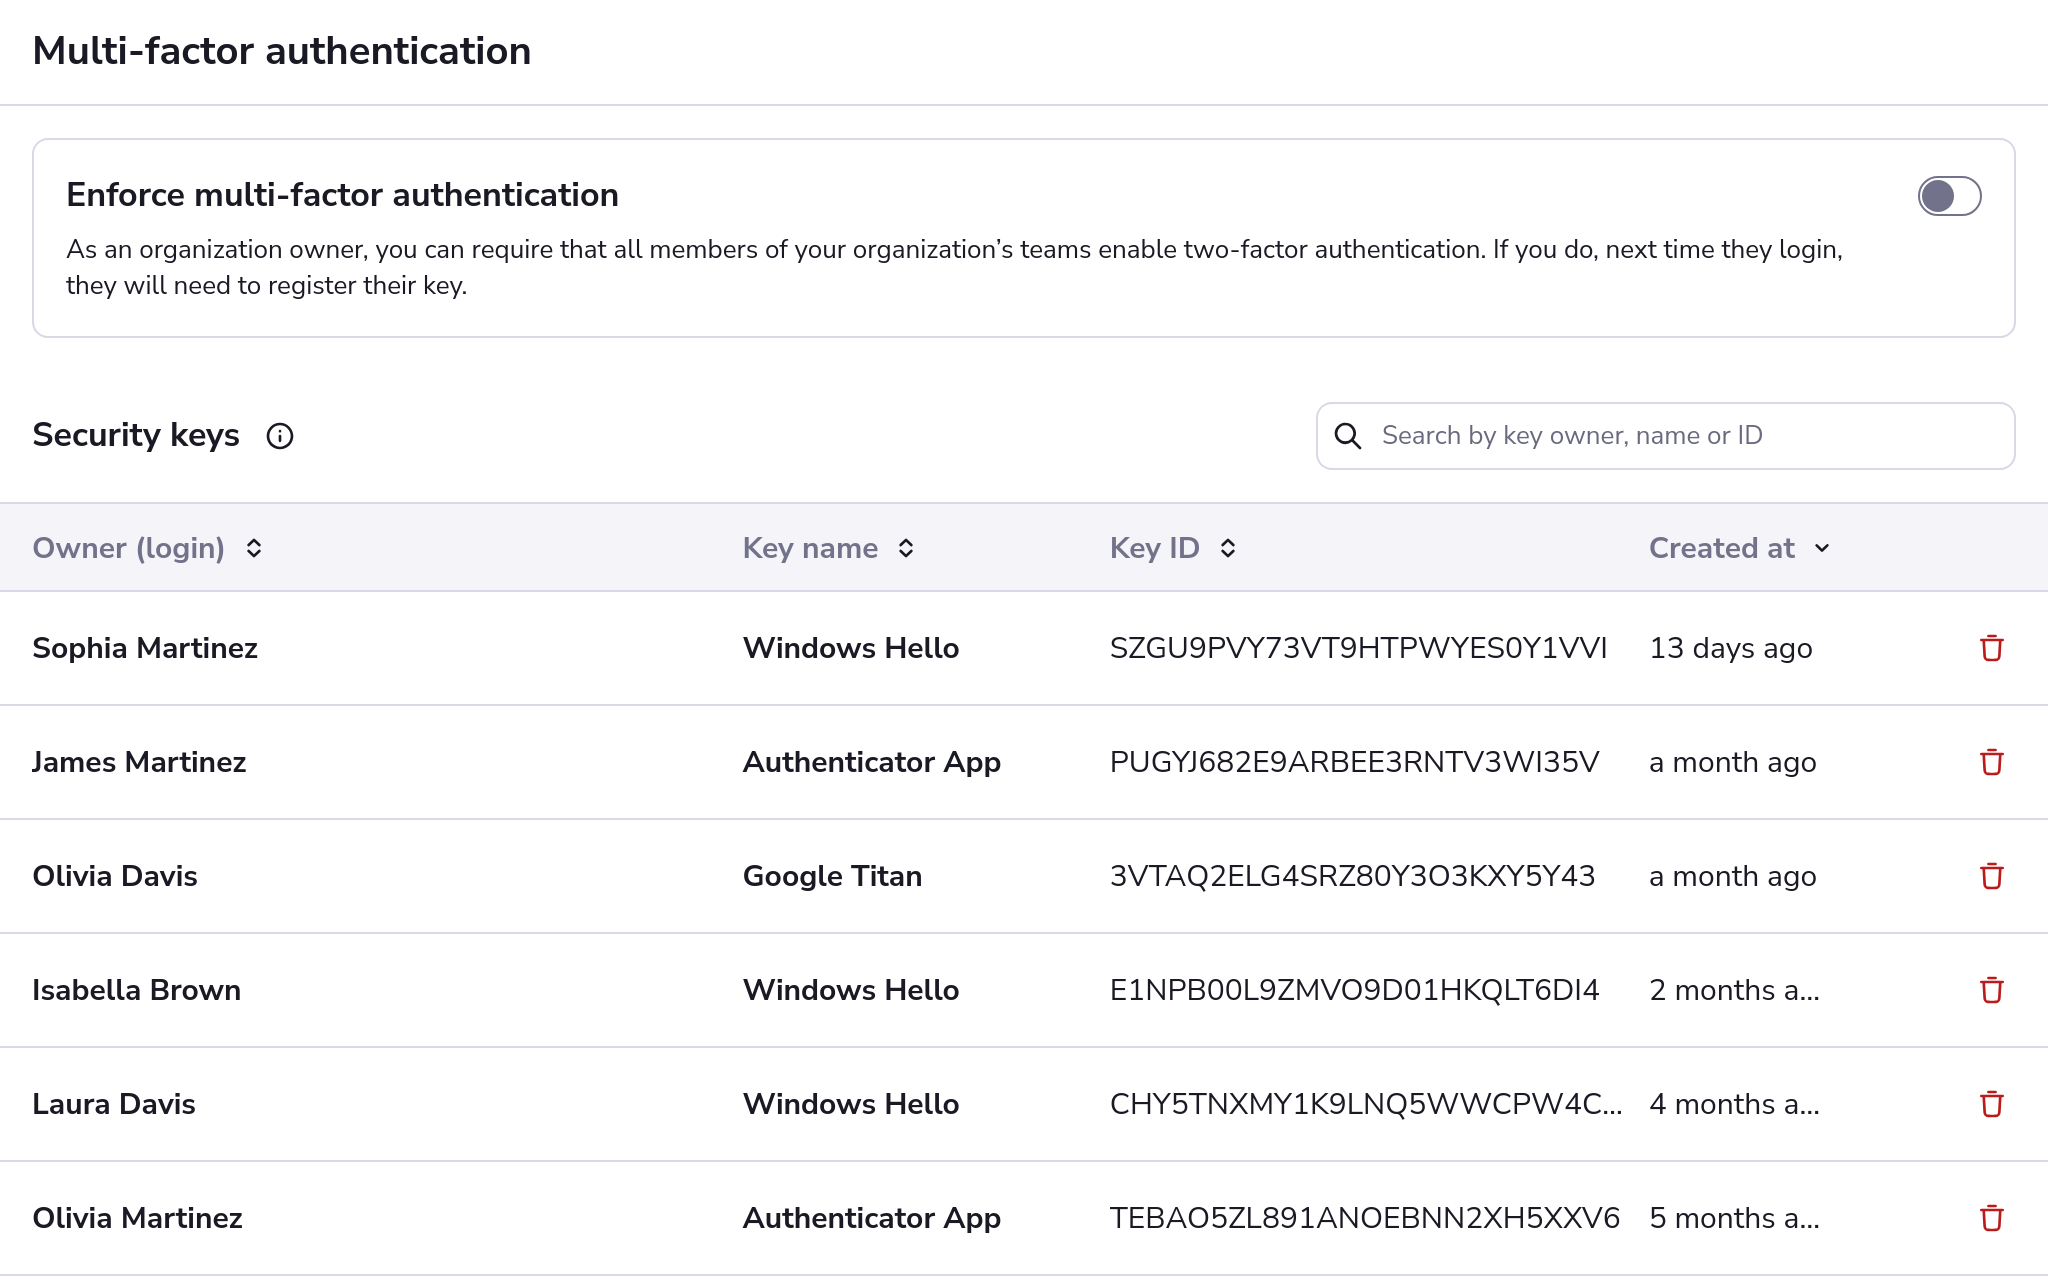 Multi-factor authentication
Enforce multi-factor authentication
As an organization owner, you can require that all members of your organization’s teams enable two-factor authentication. If you do, next time they login,
they will need to register their key.
Security keys
Search by key owner, name or ID
Owner (login) Key name Key ID Created at
Sophia Martinez Windows Hello SZGU9PVY73VT9HTPWYES0Y1VVI 13 days ago
James Martinez Authenticator App PUGYJ682E9ARBEE3RNTV3WI35V a month ago
Olivia Davis Google Titan 3VTAQ2ELG4SRZ80Y3O3KXY5Y43 a month ago
Isabella Brown Windows Hello E1NPB00L9ZMVO9D01HKQLT6DI4 2 months a...
Laura Davis Windows Hello CHY5TNXMY1K9LNQ5WWCPW4C... 4 months a...
Olivia Martinez Authenticator App TEBAO5ZL891ANOEBNN2XH5XXV6 5 months a...